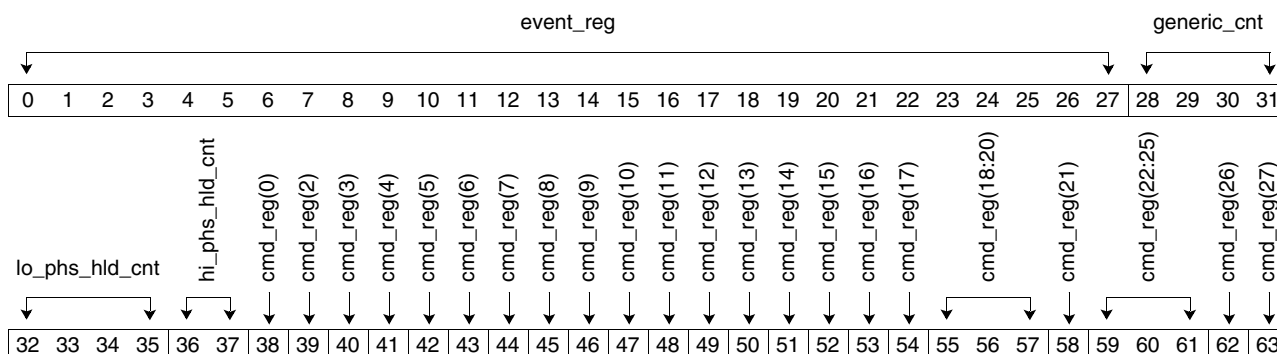 event_reg generic_cnt
0 1 2 3 4 5 6 7 8 9 10 11 12 13 14 15 16 17 18 19 20 21 22 23 24 25 26 27 28 29 30 31
lo_phs_hld_cnt
hi_phs_hld_cnt
cmd_reg(0)
cmd_reg(2)
cmd_reg(3)
cmd_reg(4)
cmd_reg(5)
cmd_reg(6)
cmd_reg(7)
cmd_reg(8)
cmd_reg(9)
cmd_reg(10)
cmd_reg(11)
cmd_reg(12)
cmd_reg(13)
cmd_reg(14)
cmd_reg(15)
cmd_reg(16)
cmd_reg(17)
cmd_reg(18:20)
cmd_reg(21)
cmd_reg(22:25)
cmd_reg(26)
cmd_reg(27)
32 33 34 35 36 37 38 39 40 41 42 43 44 45 46 47 48 49 50 51 52 53 54 55 56 57 58 59 60 61 62 63